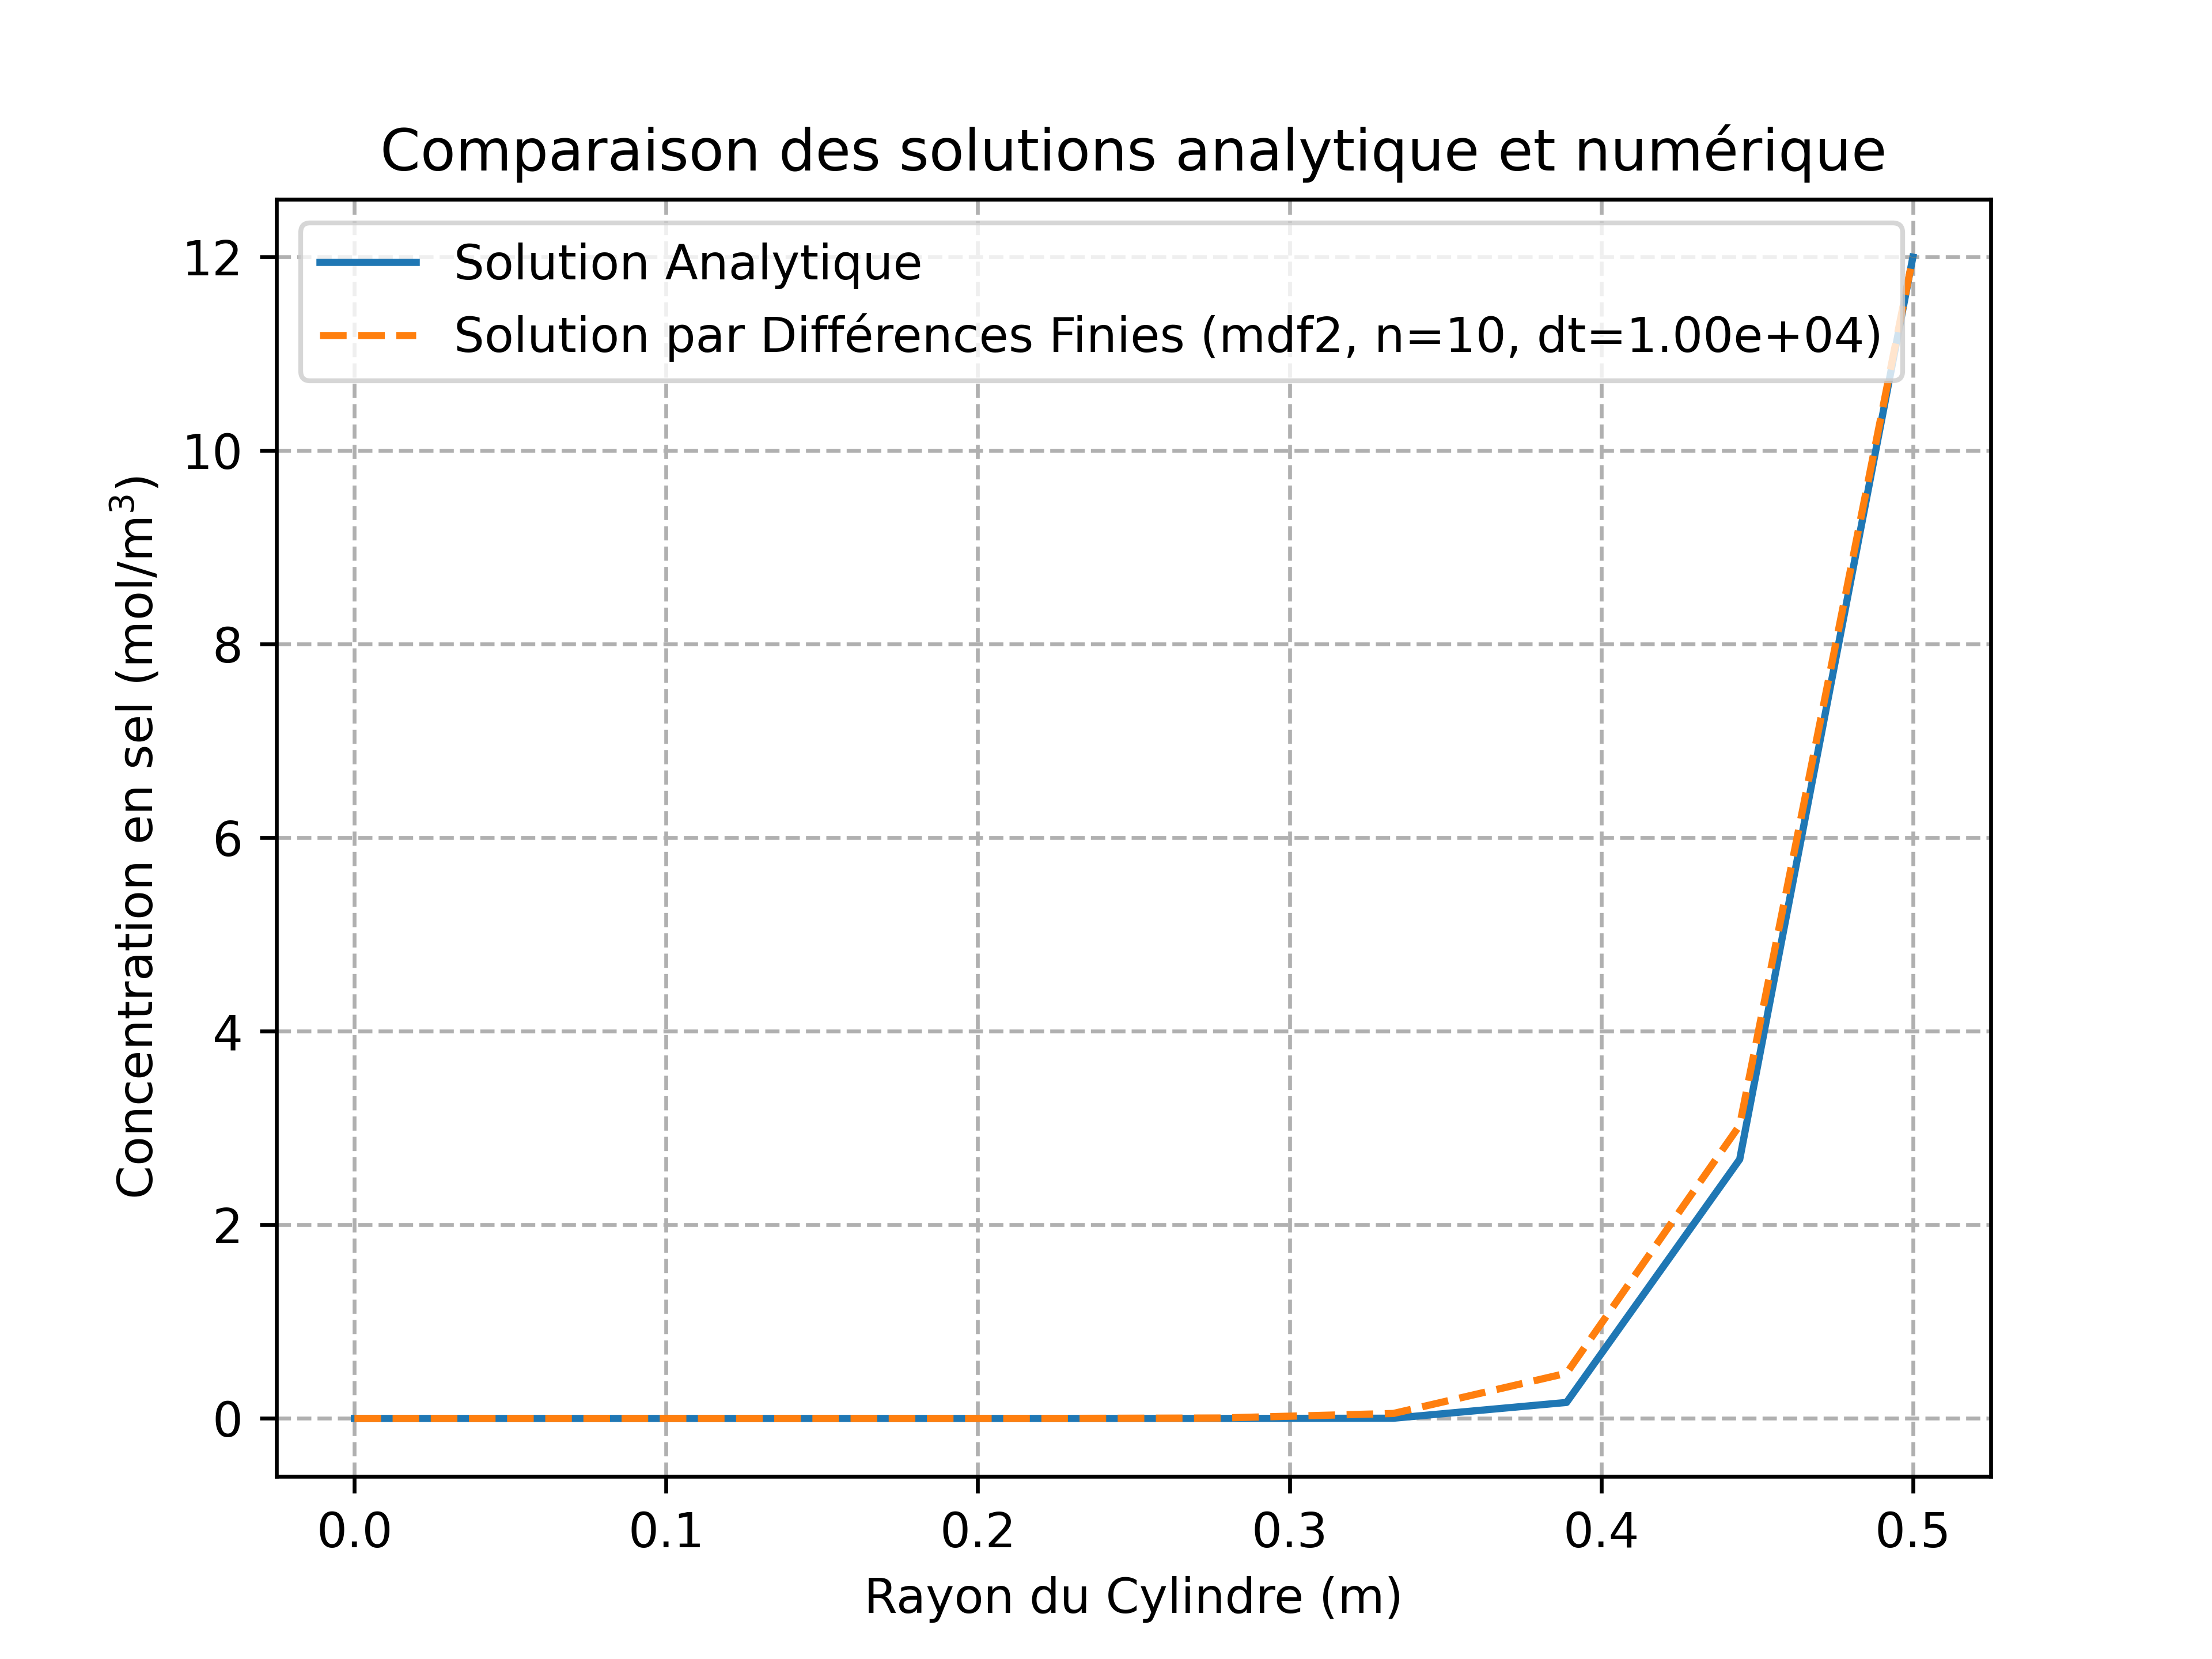 Comparaison des solutions analytique et numérique
Solution Analytique
Solution par Différences Finies (mdf2, n=10, dt=1.00e+04)
Concentration en sel (mol/m³)
12
10
8
6
4
2
0
0.0 0.1 0.2 0.3 0.4 0.5
Rayon du Cylindre (m)